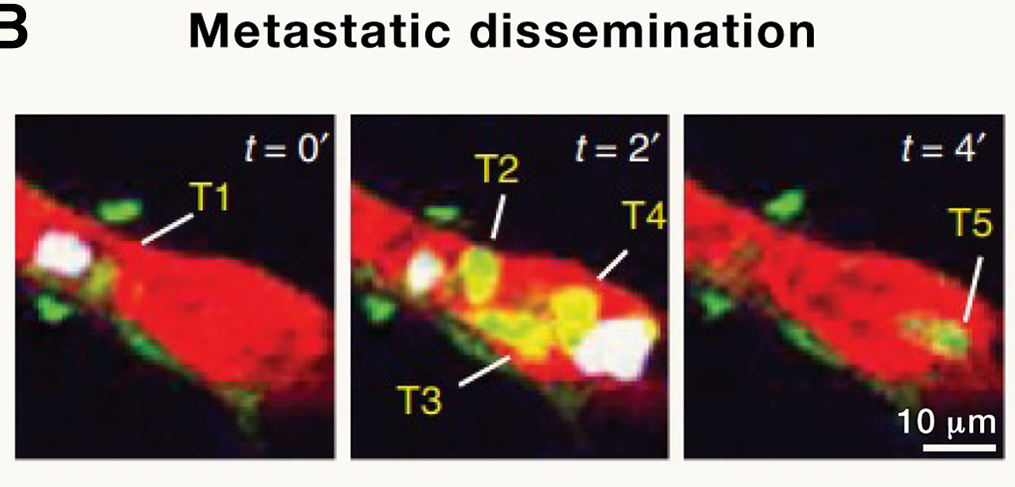 B
Metastatic dissemination
t = 0′
T1
t = 2′
T2
T4
T3
t = 4′
T5
10 µm